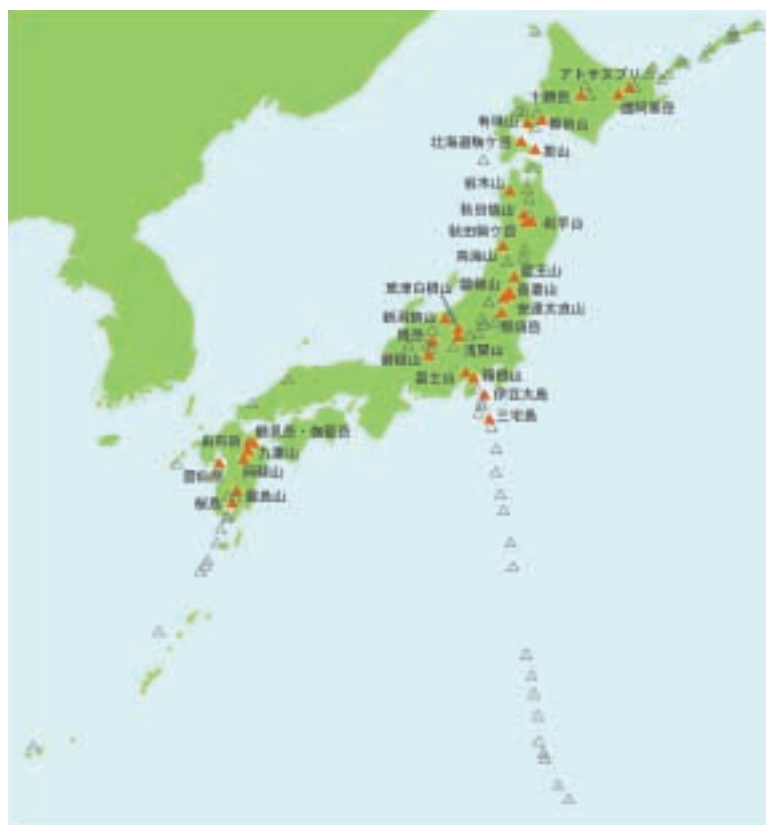 アトサヌプリ
十勝岳
雌阿寒岳
有珠山
樽前山
北海道駒ケ岳
恵山
岩木山
秋田焼山
岩手山
秋田駒ケ岳
鳥海山
蔵王山
磐梯山
吾妻山
草津白根山
安達太良山
新潟焼山
那須岳
焼岳
浅間山
御嶽山
富士山
箱根山
伊豆大島
三宅島
鶴見岳・伽藍岳
由布岳
九重山
阿蘇山
雲仙岳
霧島山
桜島